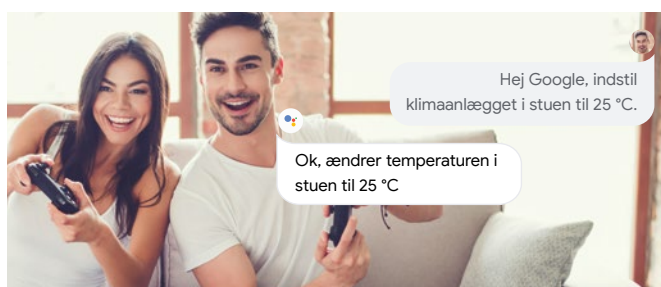 Hej Google, indstil
klimaanlægget i stuen til 25 °C.
Ok, ændrer temperaturen i
stuen til 25 °C